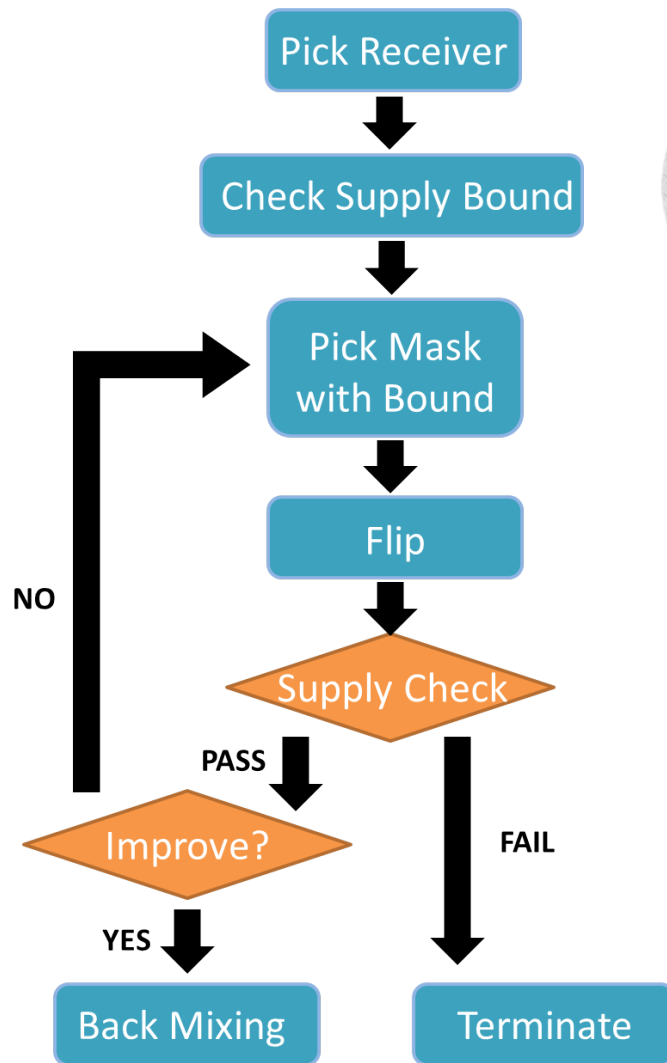 Pick Receiver
Check Supply Bound
Pick Mask
with Bound
Flip
NO
Supply Check
PASS
Improve?
FAIL
YES
Back Mixing
Terminate